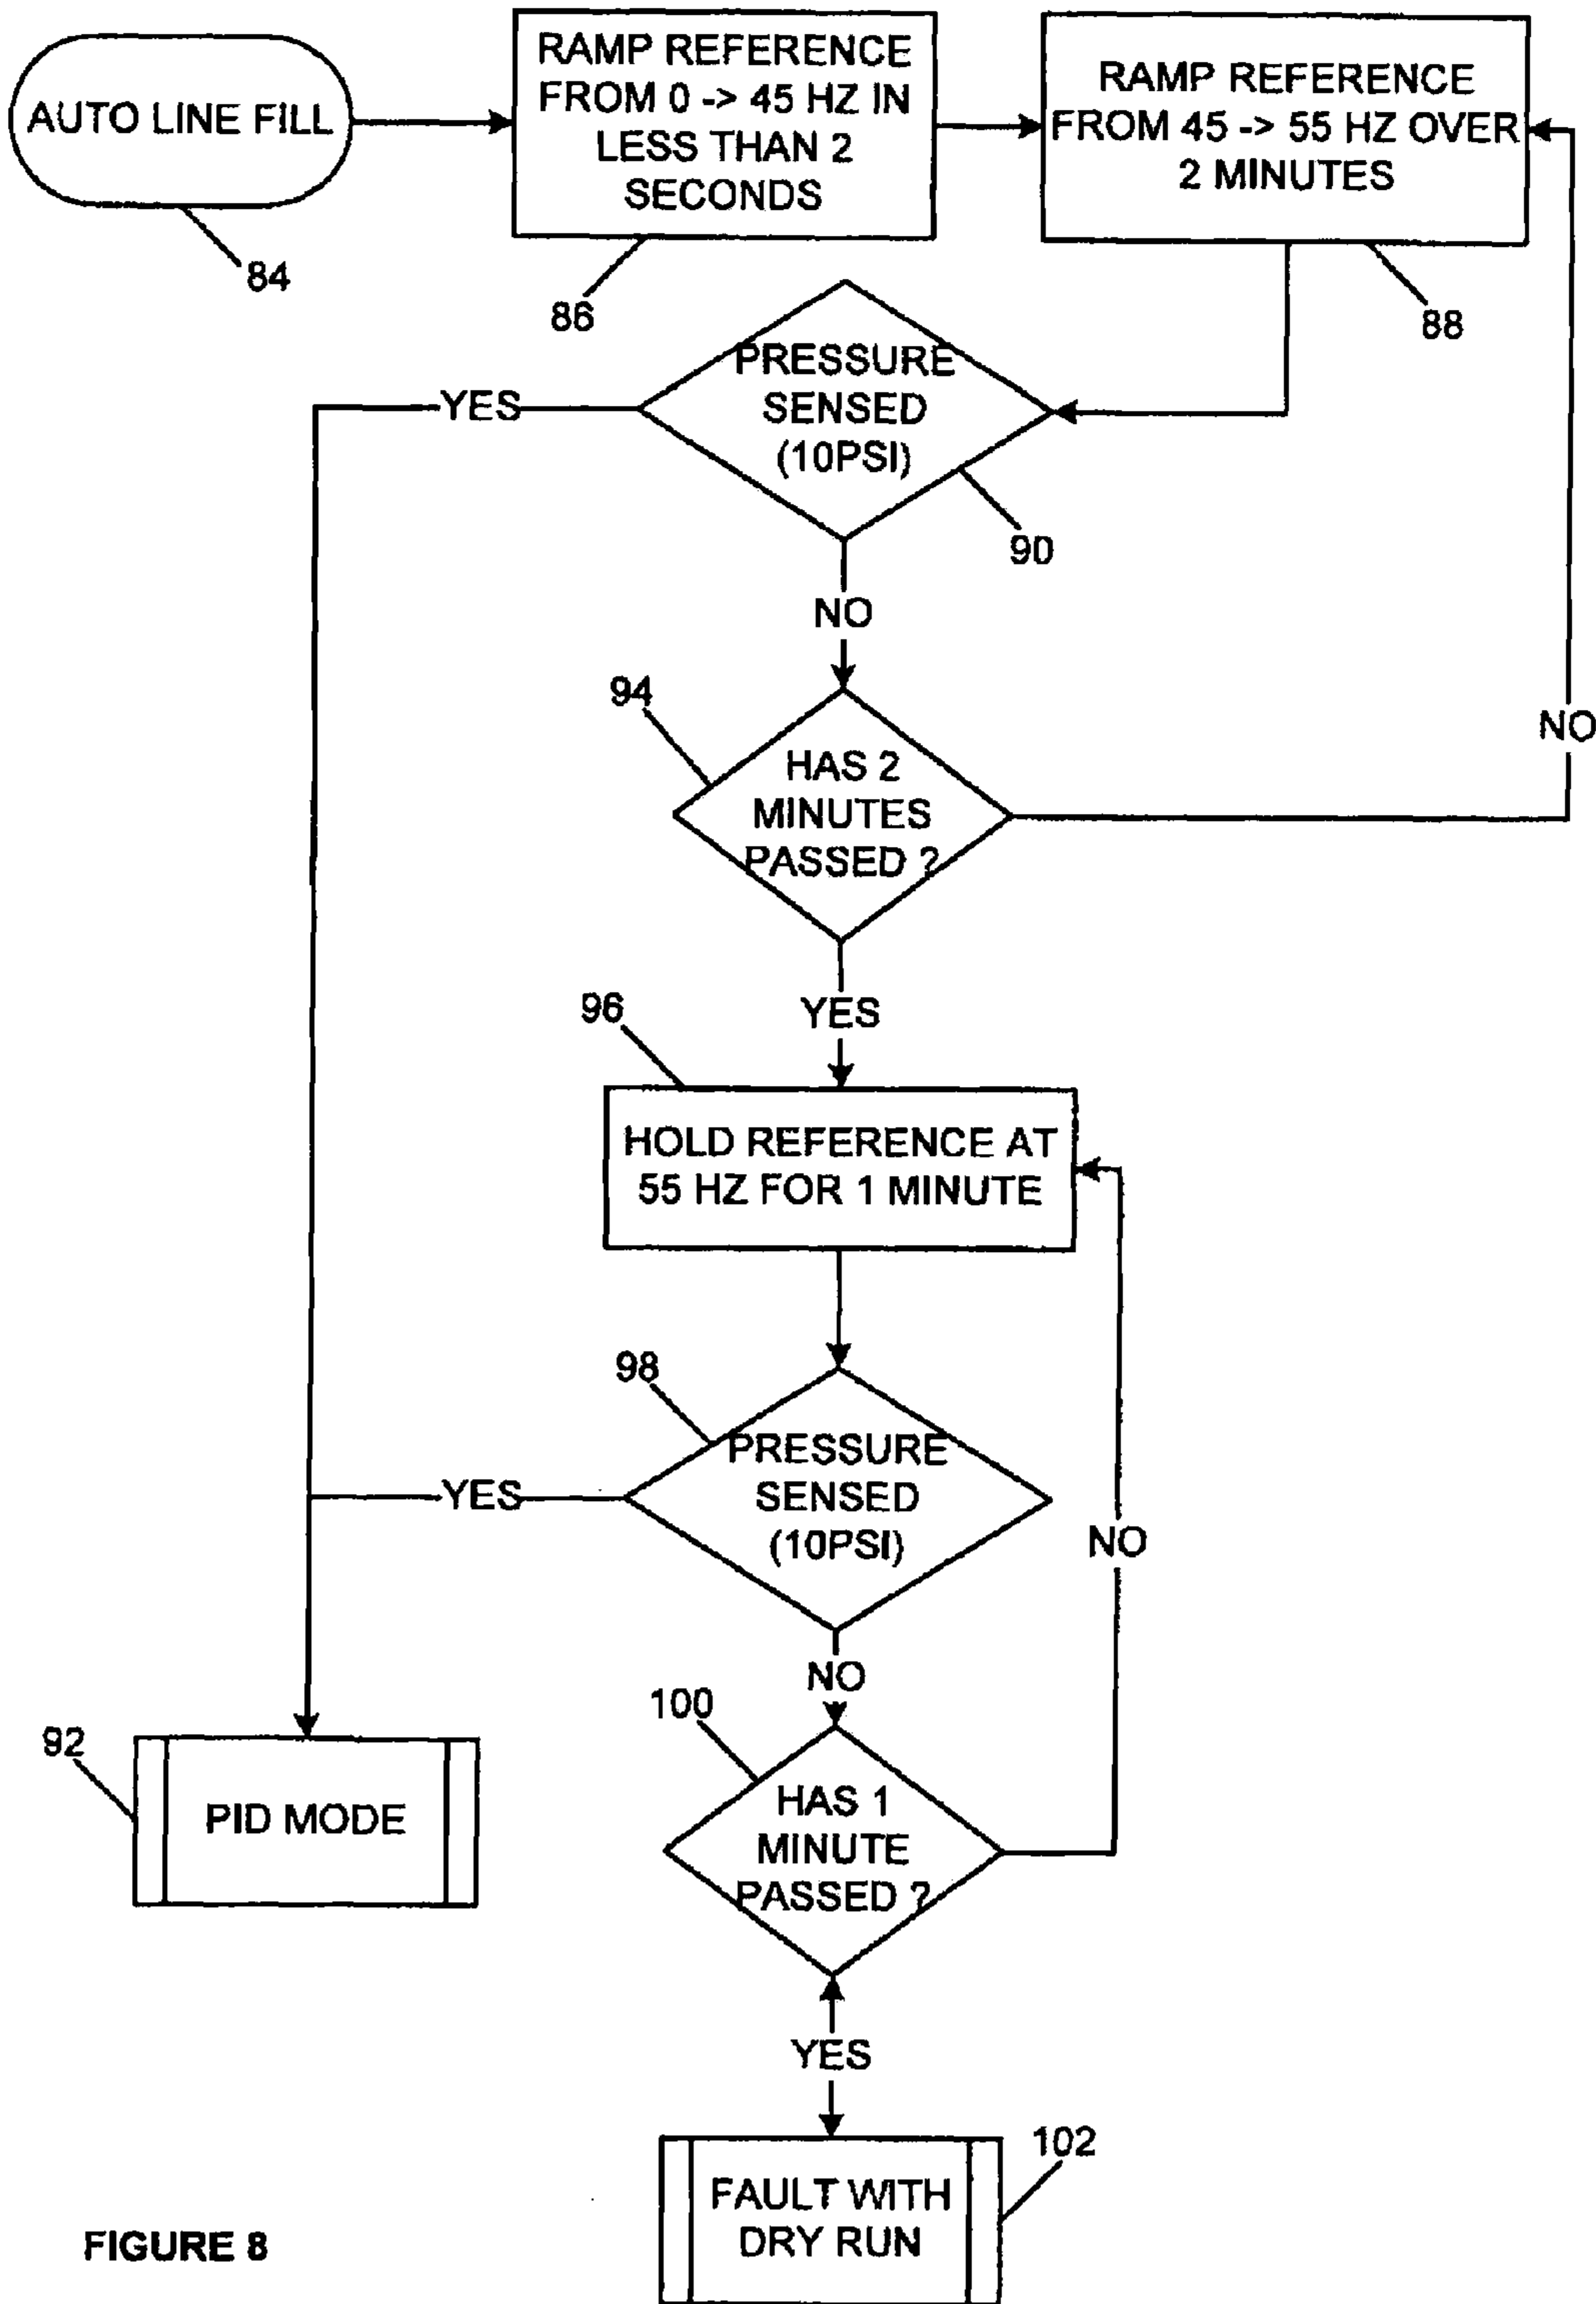 AUTO LINE FILL
84
RAMP REFERENCE
FROM 0 -> 45 HZ IN
LESS THAN 2
SECONDS
86
RAMP REFERENCE
FROM 45 -> 55 HZ OVER
2 MINUTES
88
PRESSURE
SENSED
(10PSI)
90
YES
NO
94
HAS 2
MINUTES
PASSED ?
NO
YES
96
HOLD REFERENCE AT
55 HZ FOR 1 MINUTE
98
PRESSURE
SENSED
(10PSI)
YES
NO
NO
100
HAS 1
MINUTE
PASSED ?
92
PID MODE
YES
102
FAULT WITH
DRY RUN
FIGURE 8